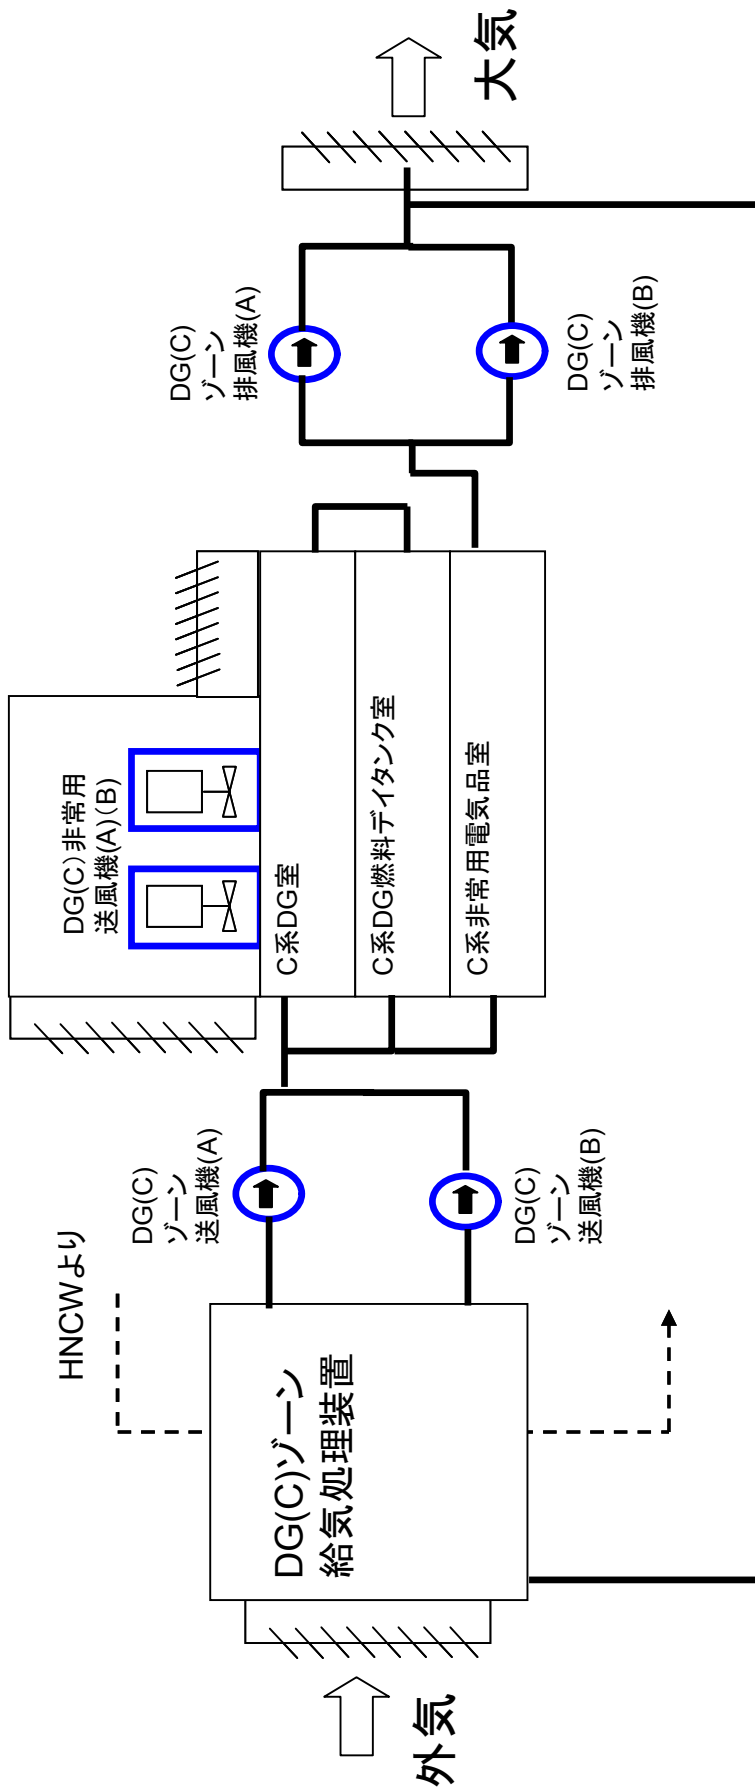 外気
DG(C)ゾーン
給気処理装置
HNCWより
DG(C)
ゾーン
送風機(A)
DG(C)
ゾーン
送風機(B)
DG(C)非常用
送風機(A)(B)
C系DG室
C系DG燃料デイタンク室
C系非常用電気品室
DG(C)
ゾーン
排風機(A)
DG(C)
ゾーン
排風機(B)
大気